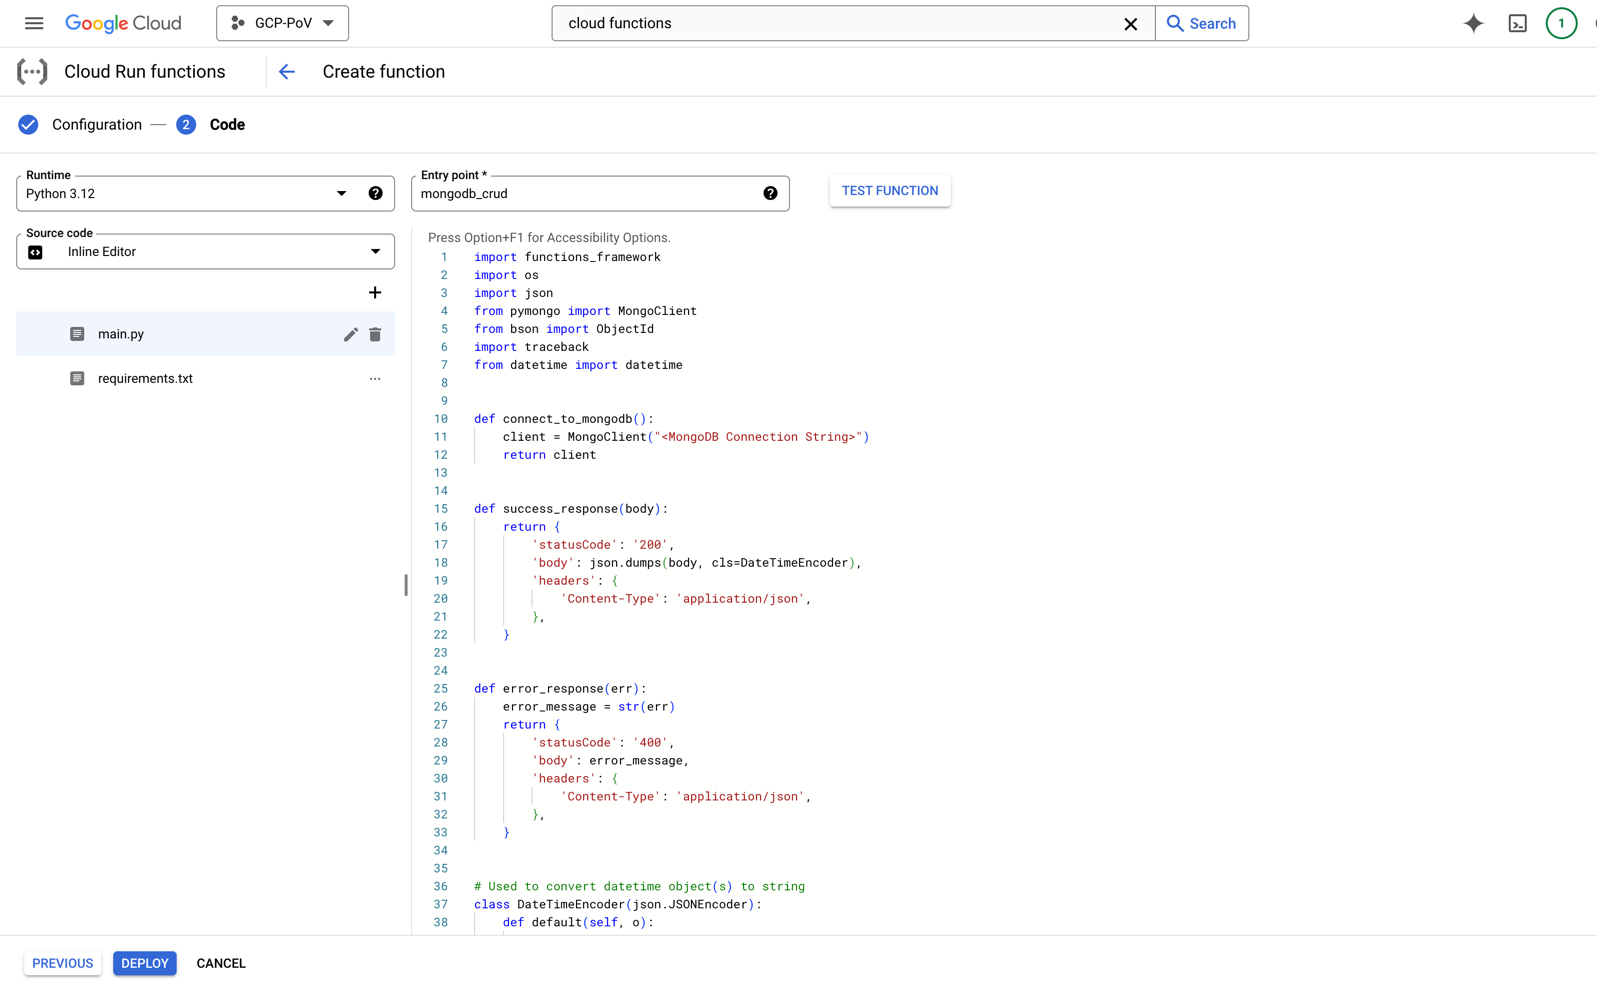 Google Cloud
GCP-PoV
cloud functions
Search
1
Cloud Run functions
Create function
Configuration
2
Code
Runtime
Python 3.12
Entry point *
mongodb_crud
TEST FUNCTION
Source code
Inline Editor
main.py
requirements.txt
Press Option+F1 for Accessibility Options.
1 import functions_framework
2 import os
3 import json
4 from pymongo import MongoClient
5 from bson import ObjectId
6 import traceback
7 from datetime import datetime
8
9
10 def connect_to_mongodb():
11 client = MongoClient("<MongoDB Connection String>")
12 return client
13
14
15 def success_response(body):
16 return {
17 'statusCode': '200',
18 'body': json.dumps(body, cls=DateTimeEncoder),
19 'headers': {
20 'Content-Type': 'application/json',
21 },
22 }
23
24
25 def error_response(err):
26 error_message = str(err)
27 return {
28 'statusCode': '400',
29 'body': error_message,
30 'headers': {
31 'Content-Type': 'application/json',
32 },
33 }
34
35
36 # Used to convert datetime object(s) to string
37 class DateTimeEncoder(json.JSONEncoder):
38 def default(self, o):
PREVIOUS
DEPLOY
CANCEL